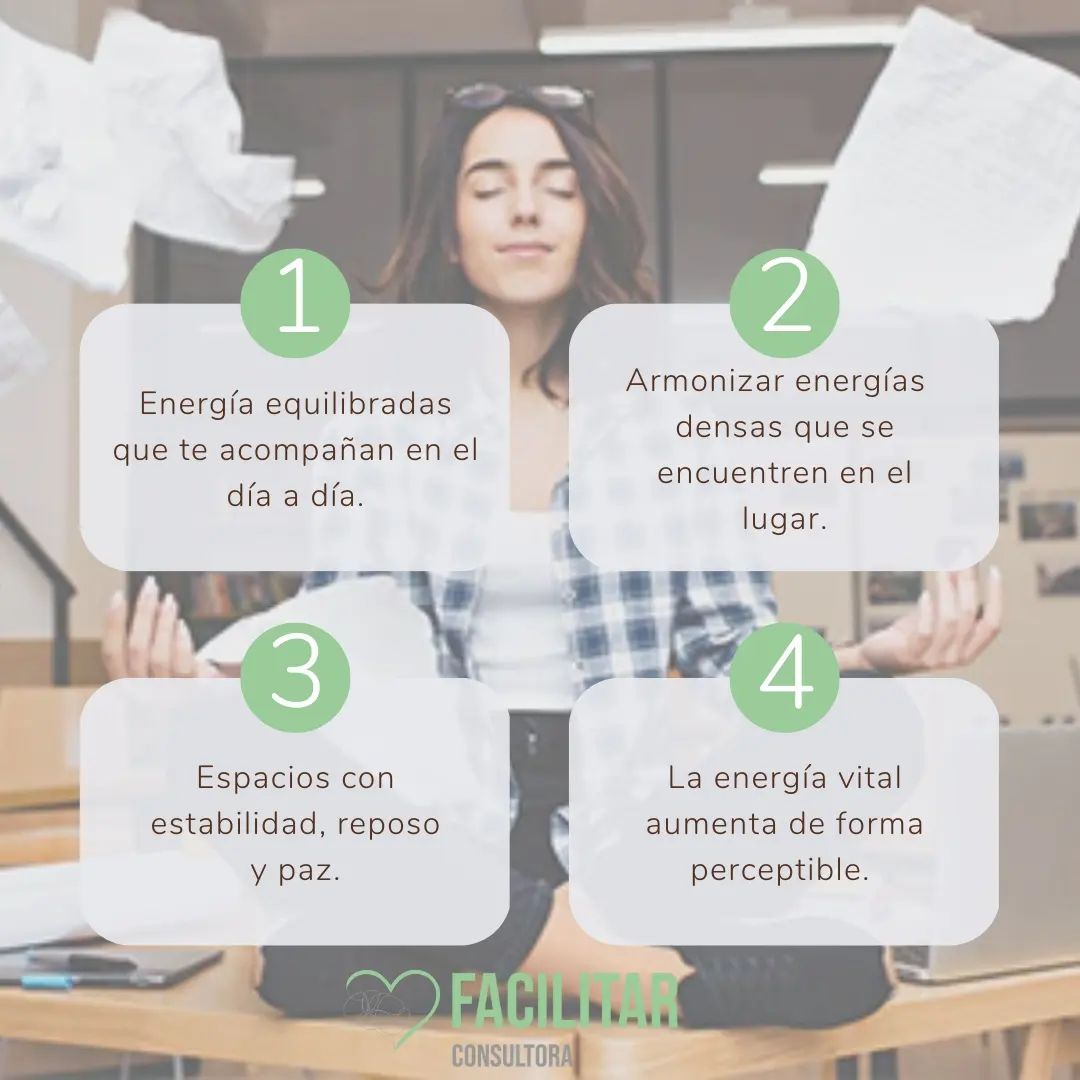 1
Energía equilibradas
que te acompañan en el
día a día.
2
Armonizar energías
densas que se
encuentren en el
lugar.
3
Espacios con
estabilidad, reposo
y paz.
4
La energía vital
aumenta de forma
perceptible.
FACILITAR
CONSULTORA